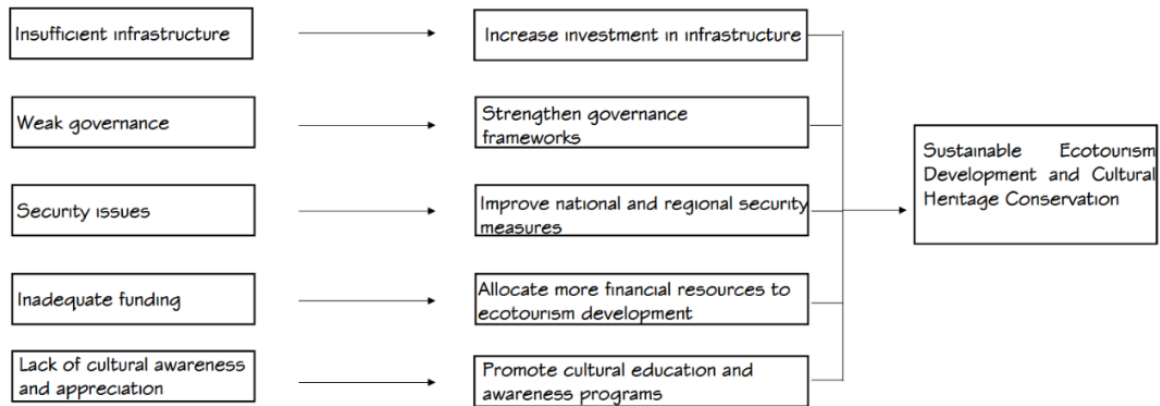 Insufficient infrastructure
Increase investment in infrastructure
Weak governance
Strengthen governance
frameworks
Sustainable Ecotourism
Development and Cultural
Heritage Conservation
Security issues
Improve national and regional security
measures
Inadequate funding
Allocate more financial resources to
ecotourism development
Lack of cultural awareness
and appreciation
Promote cultural education and
awareness programs